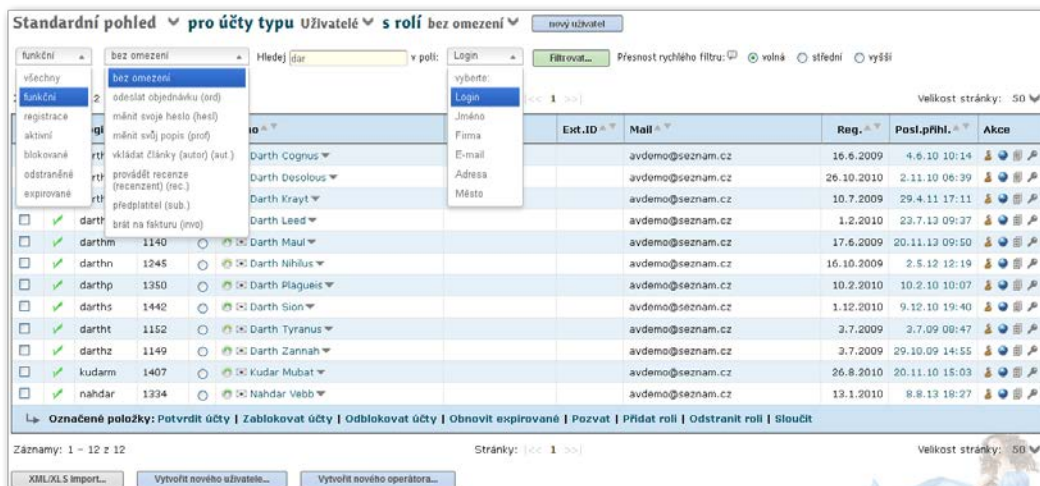 Standardní pohled pro účty typu Uživatelé s rolí bez omezení nový uživatel
funkční bez omezení Hledej dar v poli: Login Filtrovat... Přesnost rychlého filtru: volná střední vyšší
všechny bez omezení vyberte:
funkční odeslat objednávku (ord) << 1 >> Login Velikost stránky: 50
registrace měnit svoje heslo (hesl) Jméno
aktivní měnit svůj popis (prof) Firma Ext.ID Mail Reg. Posl.přihl. Akce
blokované vkládat články (autor) (aut.) Darth Cognus E-mail avdemo@seznam.cz 16.6.2009 4.6.10 10:14
odstraněné provádět recenze Darth Desolous Adresa avdemo@seznam.cz 26.10.2010 2.11.10 06:39
(recenzent) (rec.)
expirované předplatitel (sub.) Darth Krayt Město avdemo@seznam.cz 10.7.2009 29.4.11 17:11
brát na fakturu (invo) Darth Leed avdemo@seznam.cz 1.2.2010 23.7.13 09:37
darthm 1140 Darth Maul avdemo@seznam.cz 17.6.2009 20.11.13 09:50
darthn 1245 Darth Nihilus avdemo@seznam.cz 16.10.2009 2.5.12 12:19
darthp 1350 Darth Plagueis avdemo@seznam.cz 10.2.2010 10.2.10 10:07
darths 1442 Darth Sion avdemo@seznam.cz 1.12.2010 9.12.10 19:40
dartht 1152 Darth Tyranus avdemo@seznam.cz 3.7.2009 3.7.09 08:47
darthz 1149 Darth Zannah avdemo@seznam.cz 3.7.2009 29.10.09 14:55
kudarm 1407 Kudar Mubat avdemo@seznam.cz 26.8.2010 20.11.10 15:03
nahdar 1334 Nahdar Vebb avdemo@seznam.cz 13.1.2010 8.8.13 18:27
Označené položky: Potvrdit účty | Zablokovat účty | Odblokovat účty | Obnovit expirované | Pozvat | Přidat roli | Odstranit roli | Sloučit
Záznamy: 1 - 12 z 12 Stránky: << 1 >> Velikost stránky: 50
XML/XLS Import... Vytvořit nového uživatele... Vytvořit nového operátora...